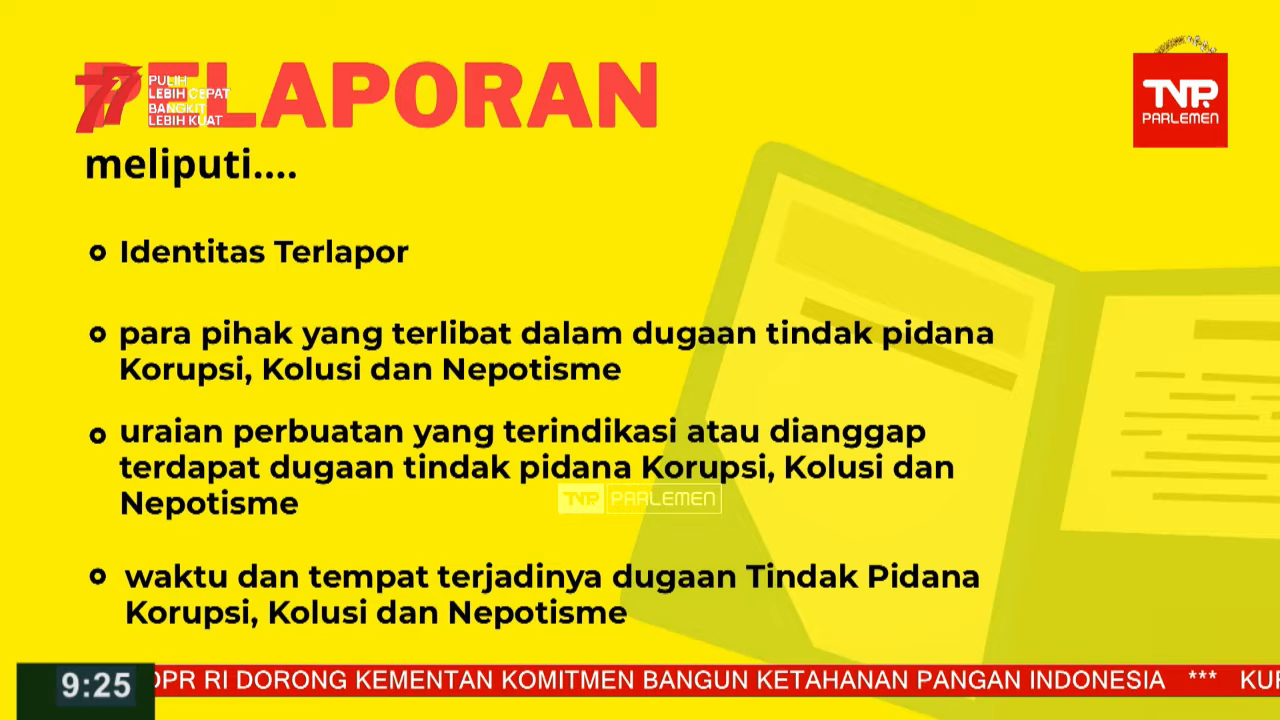 PELAPORAN
77
PULIH
LEBIH CEPAT
BANGKIT
LEBIH KUAT
TVP.
PARLEMEN
meliputi....
Identitas Terlapor
para pihak yang terlibat dalam dugaan tindak pidana
Korupsi, Kolusi dan Nepotisme
uraian perbuatan yang terindikasi atau dianggap
terdapat dugaan tindak pidana Korupsi, Kolusi dan
Nepotisme
TVP. PARLEMEN
waktu dan tempat terjadinya dugaan Tindak Pidana
Korupsi, Kolusi dan Nepotisme
9:25
DPR RI DORONG KEMENTAN KOMITMEN BANGUN KETAHANAN PANGAN INDONESIA ***